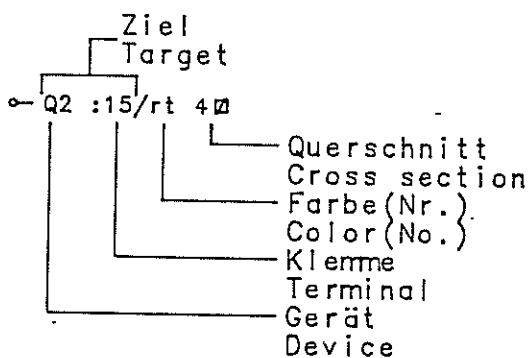 Ziel
Target
Q2 :15/rt 4⌀
Querschnitt
Cross section
Farbe(Nr.)
Color(No.)
Klemme
Terminal
Gerät
Device